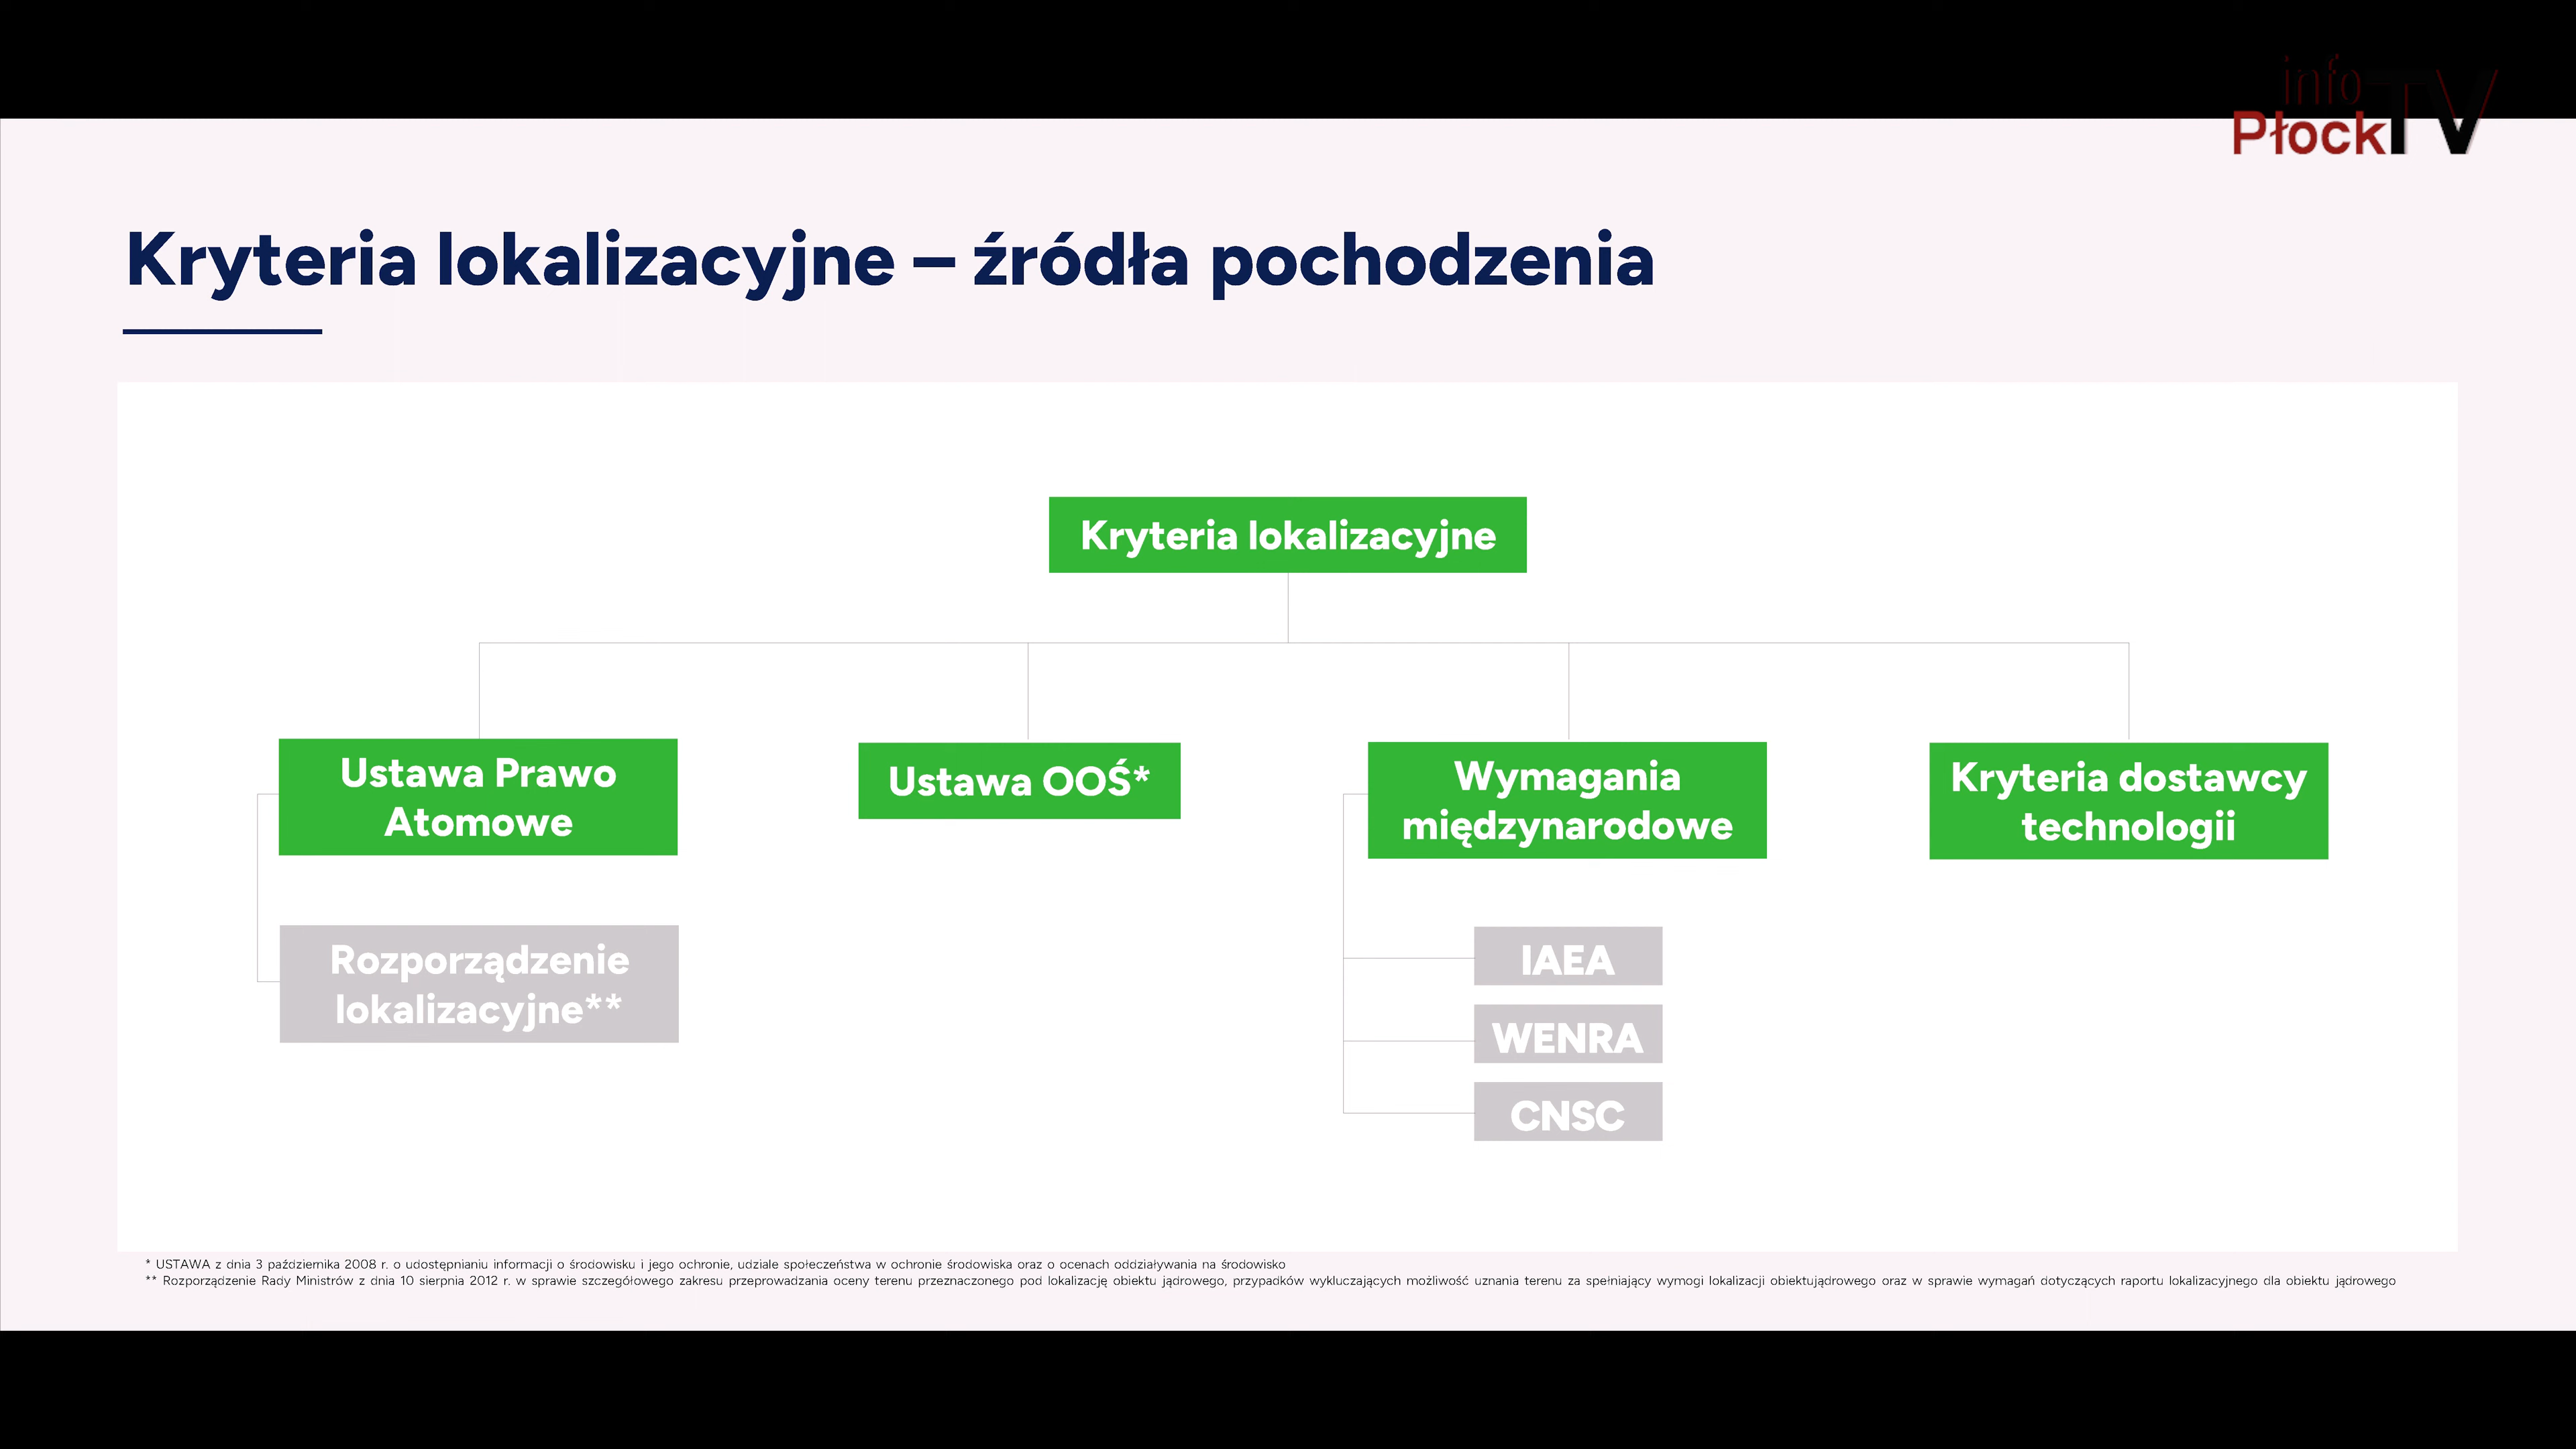 info
PłockTV
Kryteria lokalizacyjne – źródła pochodzenia
Kryteria lokalizacyjne
Ustawa Prawo
Atomowe
Ustawa OOŚ*
Wymagania
międzynarodowe
Kryteria dostawcy
technologii
Rozporządzenie
lokalizacyjne**
IAEA
WENRA
CNSC
* USTAWA z dnia 3 października 2008 r. o udostępnianiu informacji o środowisku i jego ochronie, udziale społeczeństwa w ochronie środowiska oraz o ocenach oddziaływania na środowisko
** Rozporządzenie Rady Ministrów z dnia 10 sierpnia 2012 r. w sprawie szczegółowego zakresu przeprowadzania oceny terenu przeznaczonego pod lokalizację obiektu jądrowego, przypadków wykluczających możliwość uznania terenu za spełniający wymogi lokalizacji obiektujądrowego oraz w sprawie wymagań dotyczących raportu lokalizacyjnego dla obiektu jądrowego